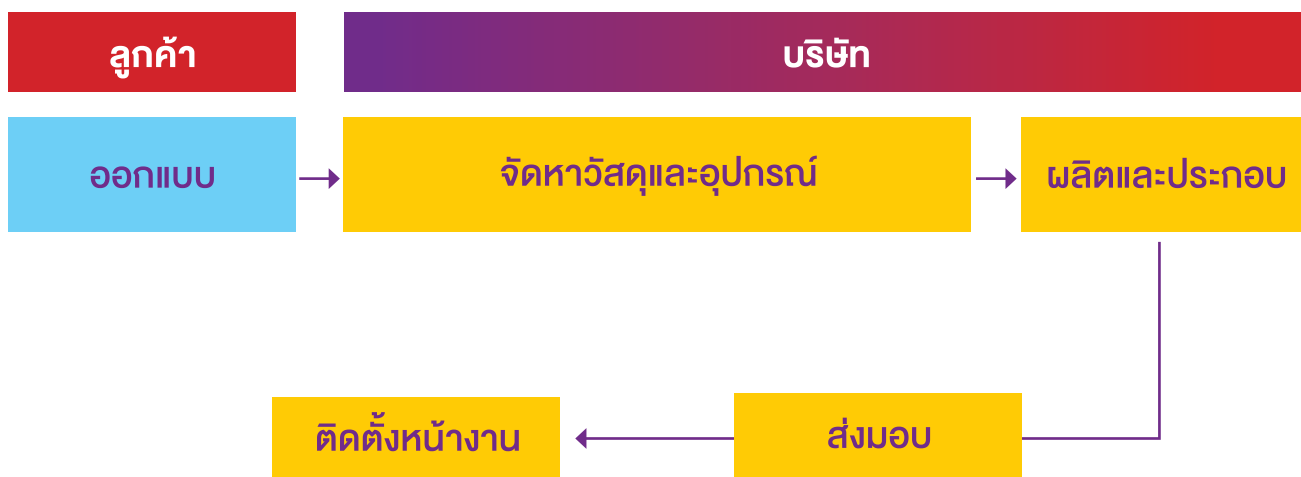 ลูกค้า
บริษัท
ออกแบบ
จัดหาวัสดุและอุปกรณ์
ผลิตและประกอบ
ส่งมอบ
ติดตั้งหน้างาน